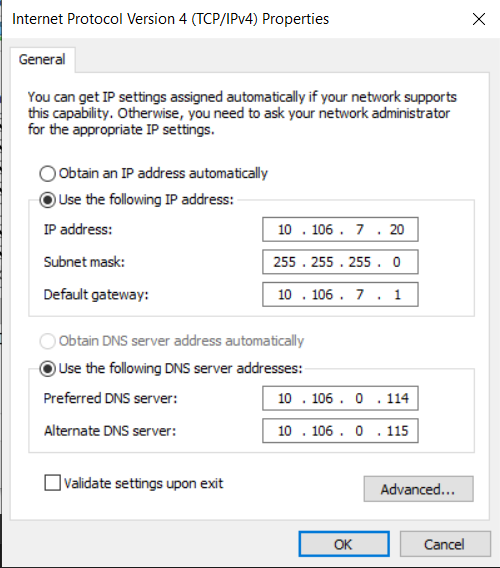 Internet Protocol Version 4 (TCP/IPv4) Properties
General
You can get IP settings assigned automatically if your network supports
this capability. Otherwise, you need to ask your network administrator
for the appropriate IP settings.
Obtain an IP address automatically
Use the following IP address:
IP address: 10 . 106 . 7 . 20
Subnet mask: 255 . 255 . 255 . 0
Default gateway: 10 . 106 . 7 . 1
Obtain DNS server address automatically
Use the following DNS server addresses:
Preferred DNS server: 10 . 106 . 0 . 114
Alternate DNS server: 10 . 106 . 0 . 115
Validate settings upon exit
Advanced...
OK Cancel